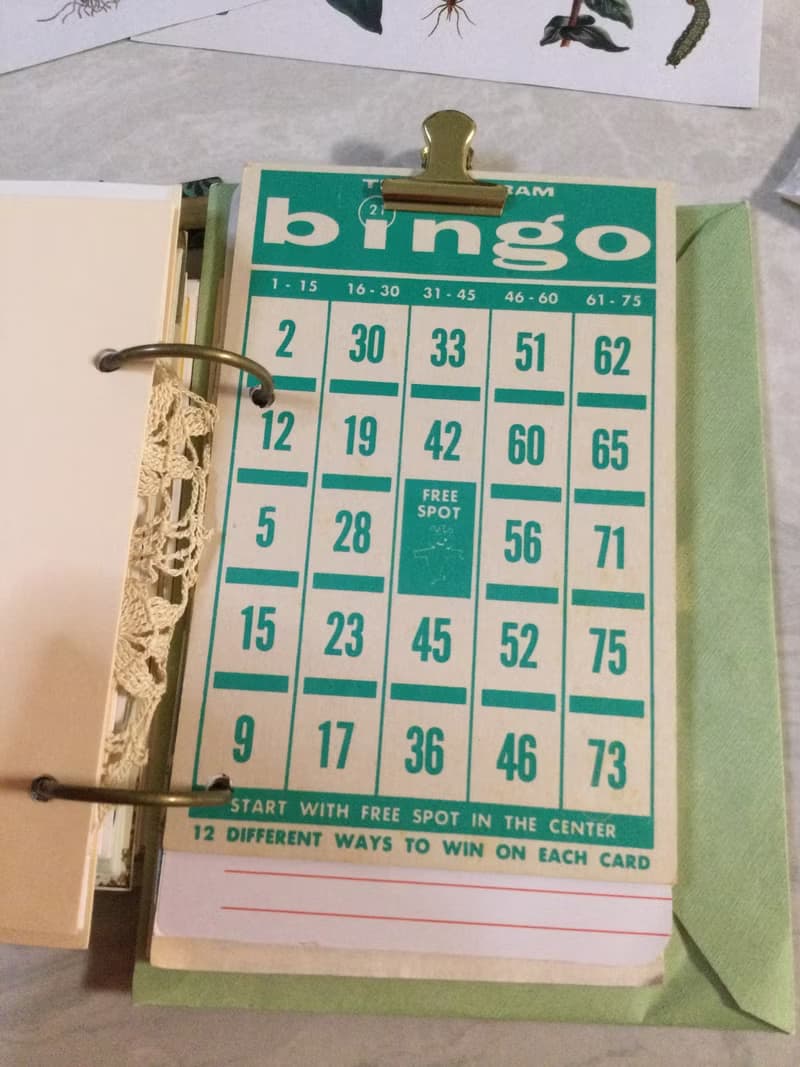 21
bingo
1 - 15 16 - 30 31 - 45 46 - 60 61 - 75
2 30 33 51 62
12 19 42 60 65
5 28 FREE SPOT 56 71
15 23 45 52 75
9 17 36 46 73
START WITH FREE SPOT IN THE CENTER
12 DIFFERENT WAYS TO WIN ON EACH CARD